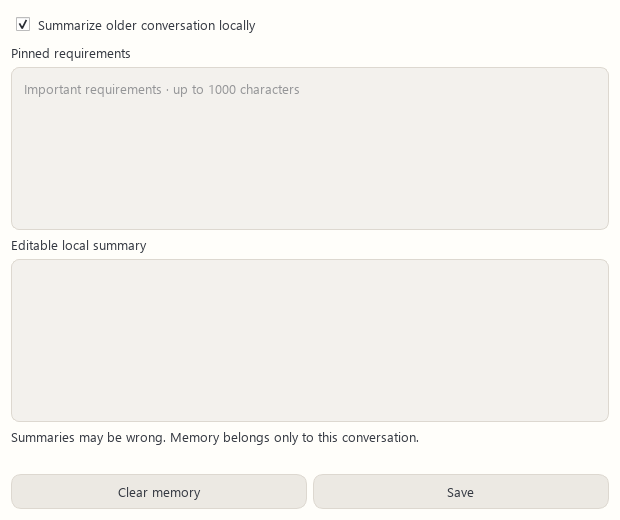 Summarize older conversation locally
Pinned requirements
Important requirements · up to 1000 characters
Editable local summary
Summaries may be wrong. Memory belongs only to this conversation.
Clear memory
Save